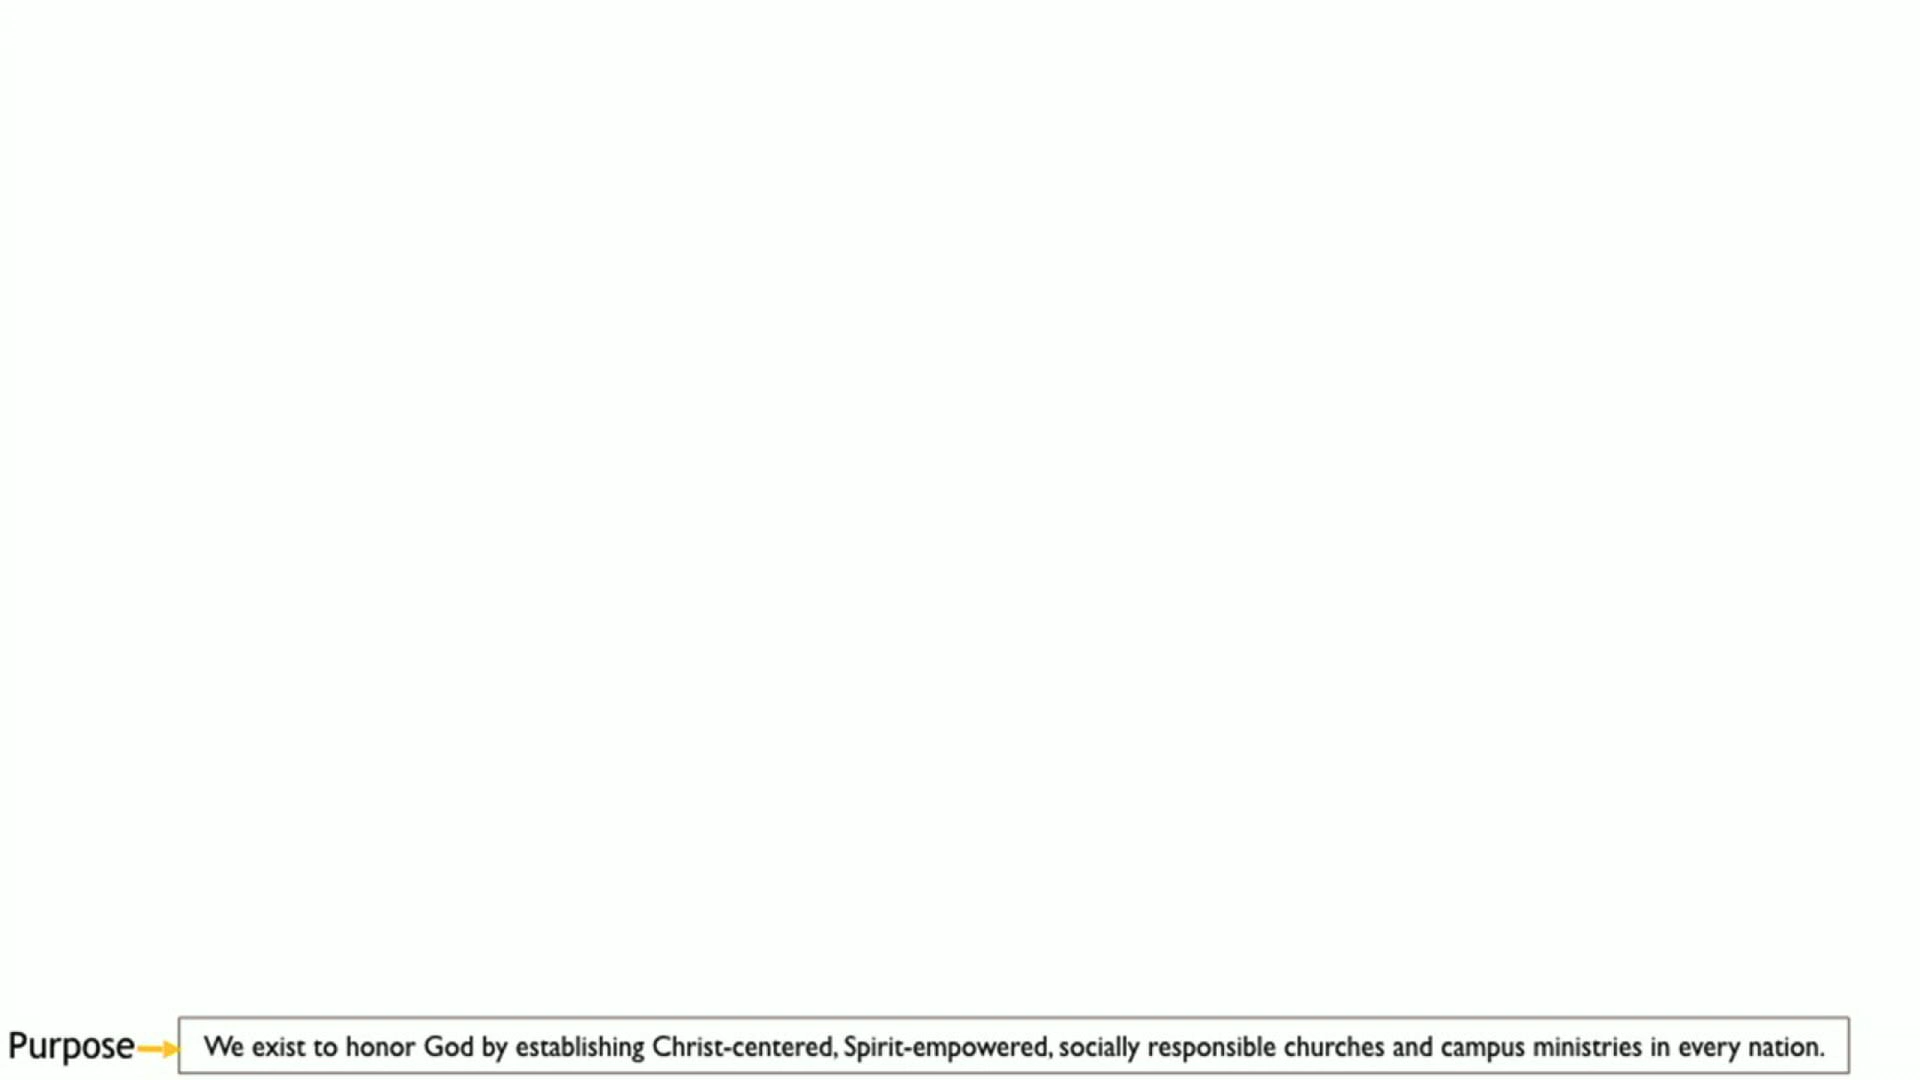 Purpose
We exist to honor God by establishing Christ-centered, Spirit-empowered, socially responsible churches and campus ministries in every nation.